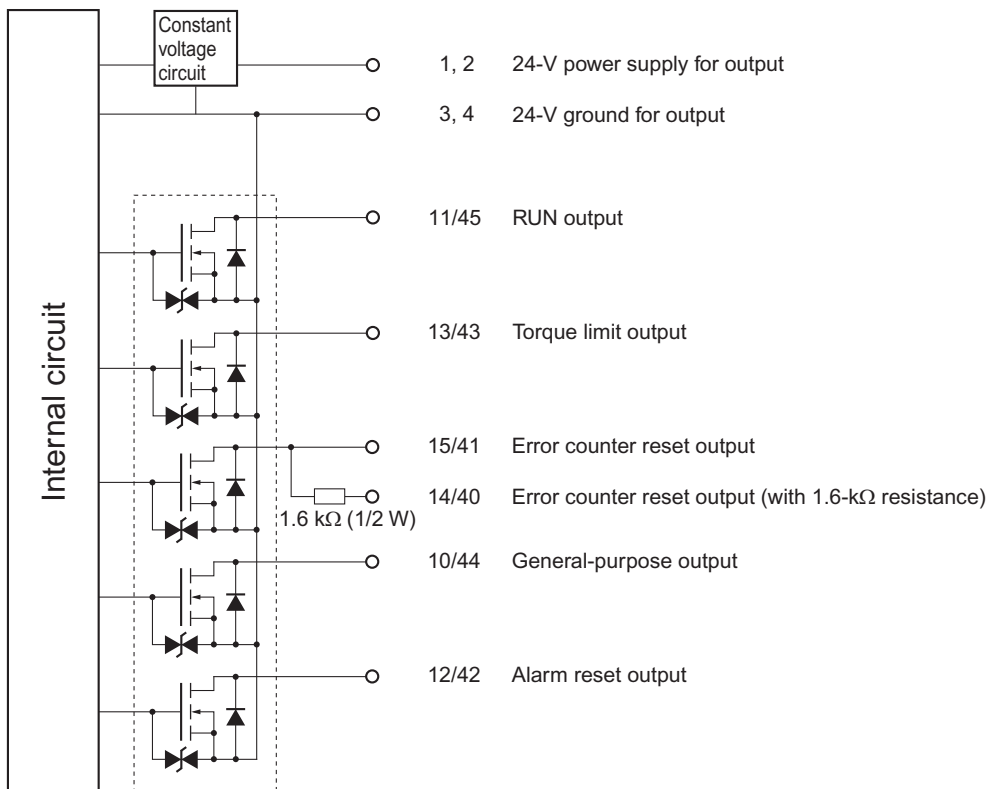 Constant
voltage
circuit
1, 2 24-V power supply for output
3, 4 24-V ground for output
11/45 RUN output
Internal circuit
13/43 Torque limit output
15/41 Error counter reset output
14/40 Error counter reset output (with 1.6-kΩ resistance)
1.6 kΩ (1/2 W)
10/44 General-purpose output
12/42 Alarm reset output